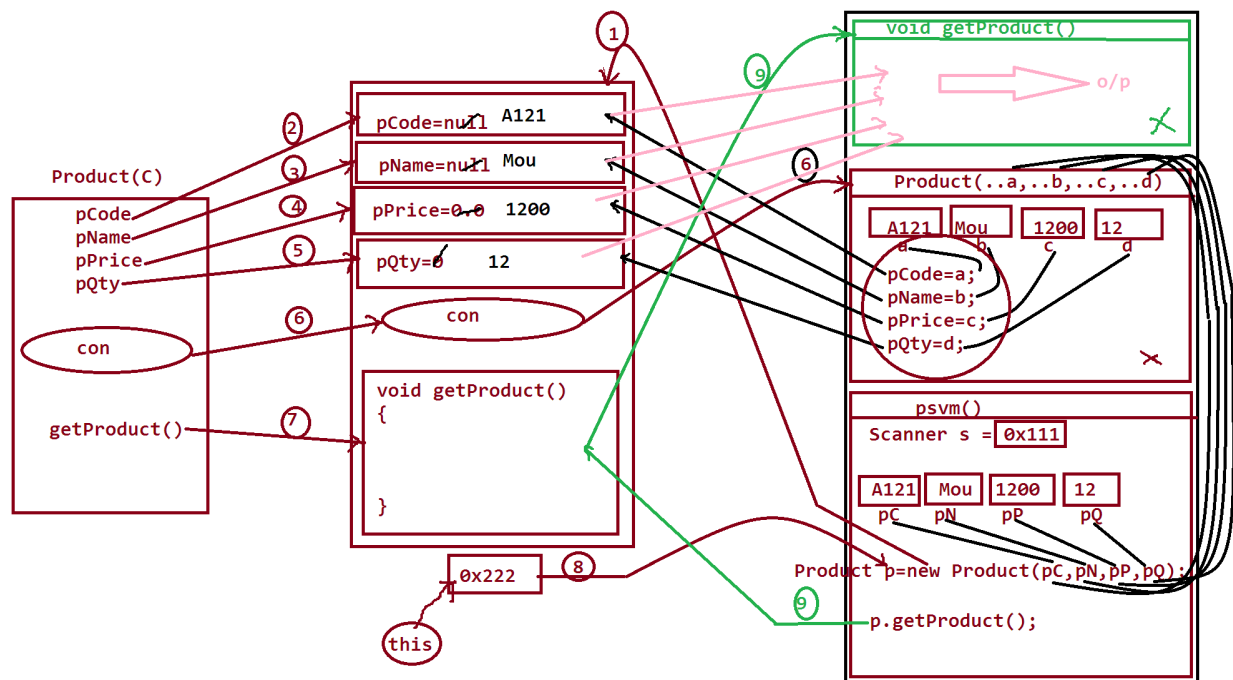 Product(C)
pCode
pName
pPrice
pQty
con
getProduct()
2
3
4
5
6
7
1
pCode=null A121
pName=null Mou
pPrice=0.0 1200
pQty=0 12
con
void getProduct()
{
}
0x222
this
8
9
6
9
void getProduct()
o/p
Product(..a,..b,..c,..d)
A121 Mou 1200 12
a b c d
pCode=a;
pName=b;
pPrice=c;
pQty=d;
psvm()
Scanner s = 0x111
A121 Mou 1200 12
pC pN pP pQ
Product p=new Product(pC,pN,pP,pQ);
p.getProduct();